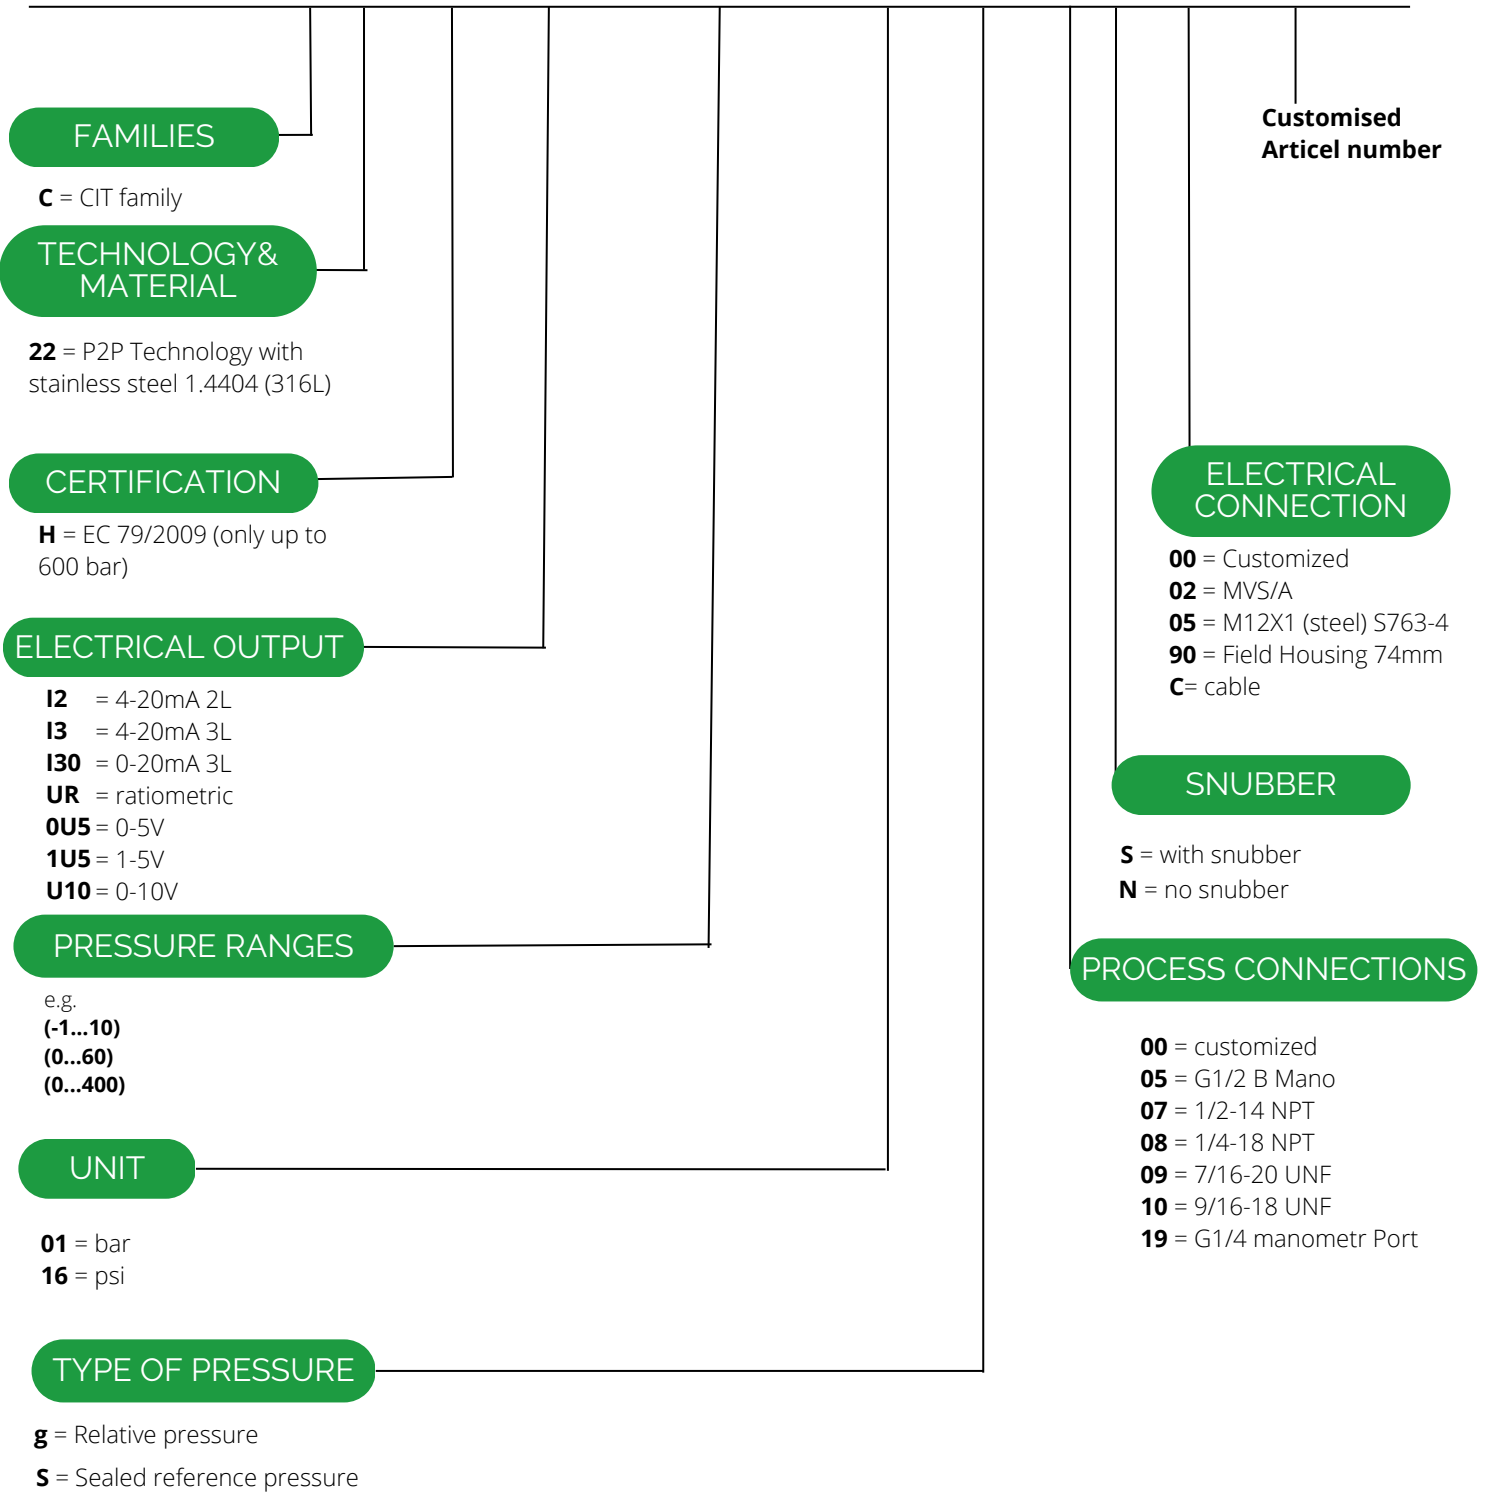 FAMILIES
C = CIT family
TECHNOLOGY&
MATERIAL
22 = P2P Technology with
stainless steel 1.4404 (316L)
CERTIFICATION
H = EC 79/2009 (only up to
600 bar)
ELECTRICAL OUTPUT
I2 = 4-20mA 2L
I3 = 4-20mA 3L
I30 = 0-20mA 3L
UR = ratiometric
0U5 = 0-5V
1U5 = 1-5V
U10 = 0-10V
PRESSURE RANGES
e.g.
(-1...10)
(0...60)
(0...400)
UNIT
01 = bar
16 = psi
TYPE OF PRESSURE
g = Relative pressure
S = Sealed reference pressure
Customised
Articel number
ELECTRICAL
CONNECTION
00 = Customized
02 = MVS/A
05 = M12X1 (steel) S763-4
90 = Field Housing 74mm
C= cable
SNUBBER
S = with snubber
N = no snubber
PROCESS CONNECTIONS
00 = customized
05 = G1/2 B Mano
07 = 1/2-14 NPT
08 = 1/4-18 NPT
09 = 7/16-20 UNF
10 = 9/16-18 UNF
19 = G1/4 manometr Port